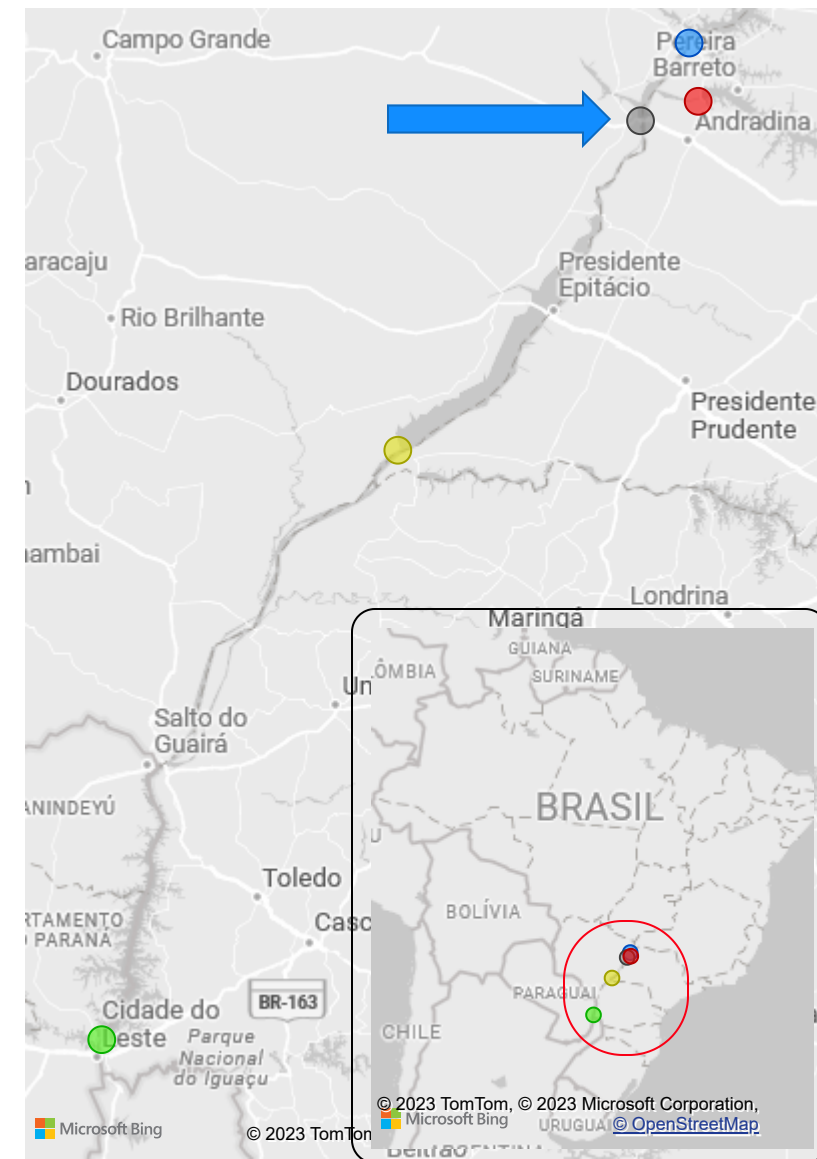 Campo Grande
Pereira
Barreto
Andradina
aracaju
Presidente
Epitácio
Rio Brilhante
Dourados
Presidente
Prudente
ambai
Londrina
Maringá
Salto do
Guairá
ANINDEYÚ
Toledo
RTAMENTO
PARANÁ
Casc
BR-163
Cidade do
Leste
Parque
Nacional
do Iguaçu
Microsoft Bing
© 2023 TomTom
ÔMBIA
GUIANA
SURINAME
BRASIL
BOLÍVIA
PARAGUAI
CHILE
© 2023 TomTom, © 2023 Microsoft Corporation,
Microsoft Bing
URUGUAI
© OpenStreetMap
Beltrão